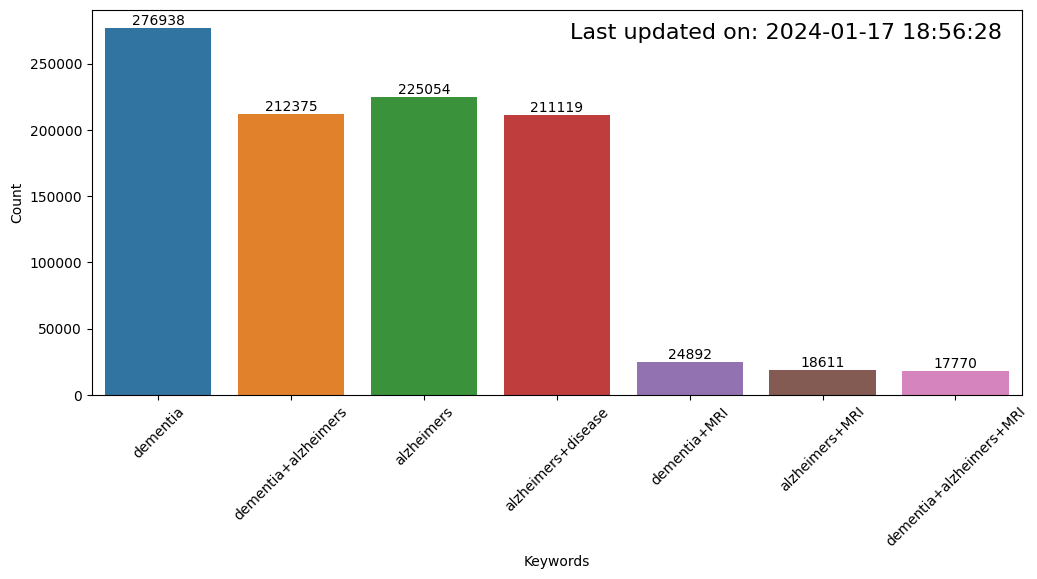 276938
Last updated on: 2024-01-17 18:56:28
225054
212375
211119
24892
18611
17770
250000
200000
150000
100000
50000
0
Count
dementia
dementia+alzheimers
alzheimers
alzheimers+disease
dementia+MRI
alzheimers+MRI
dementia+alzheimers+MRI
Keywords